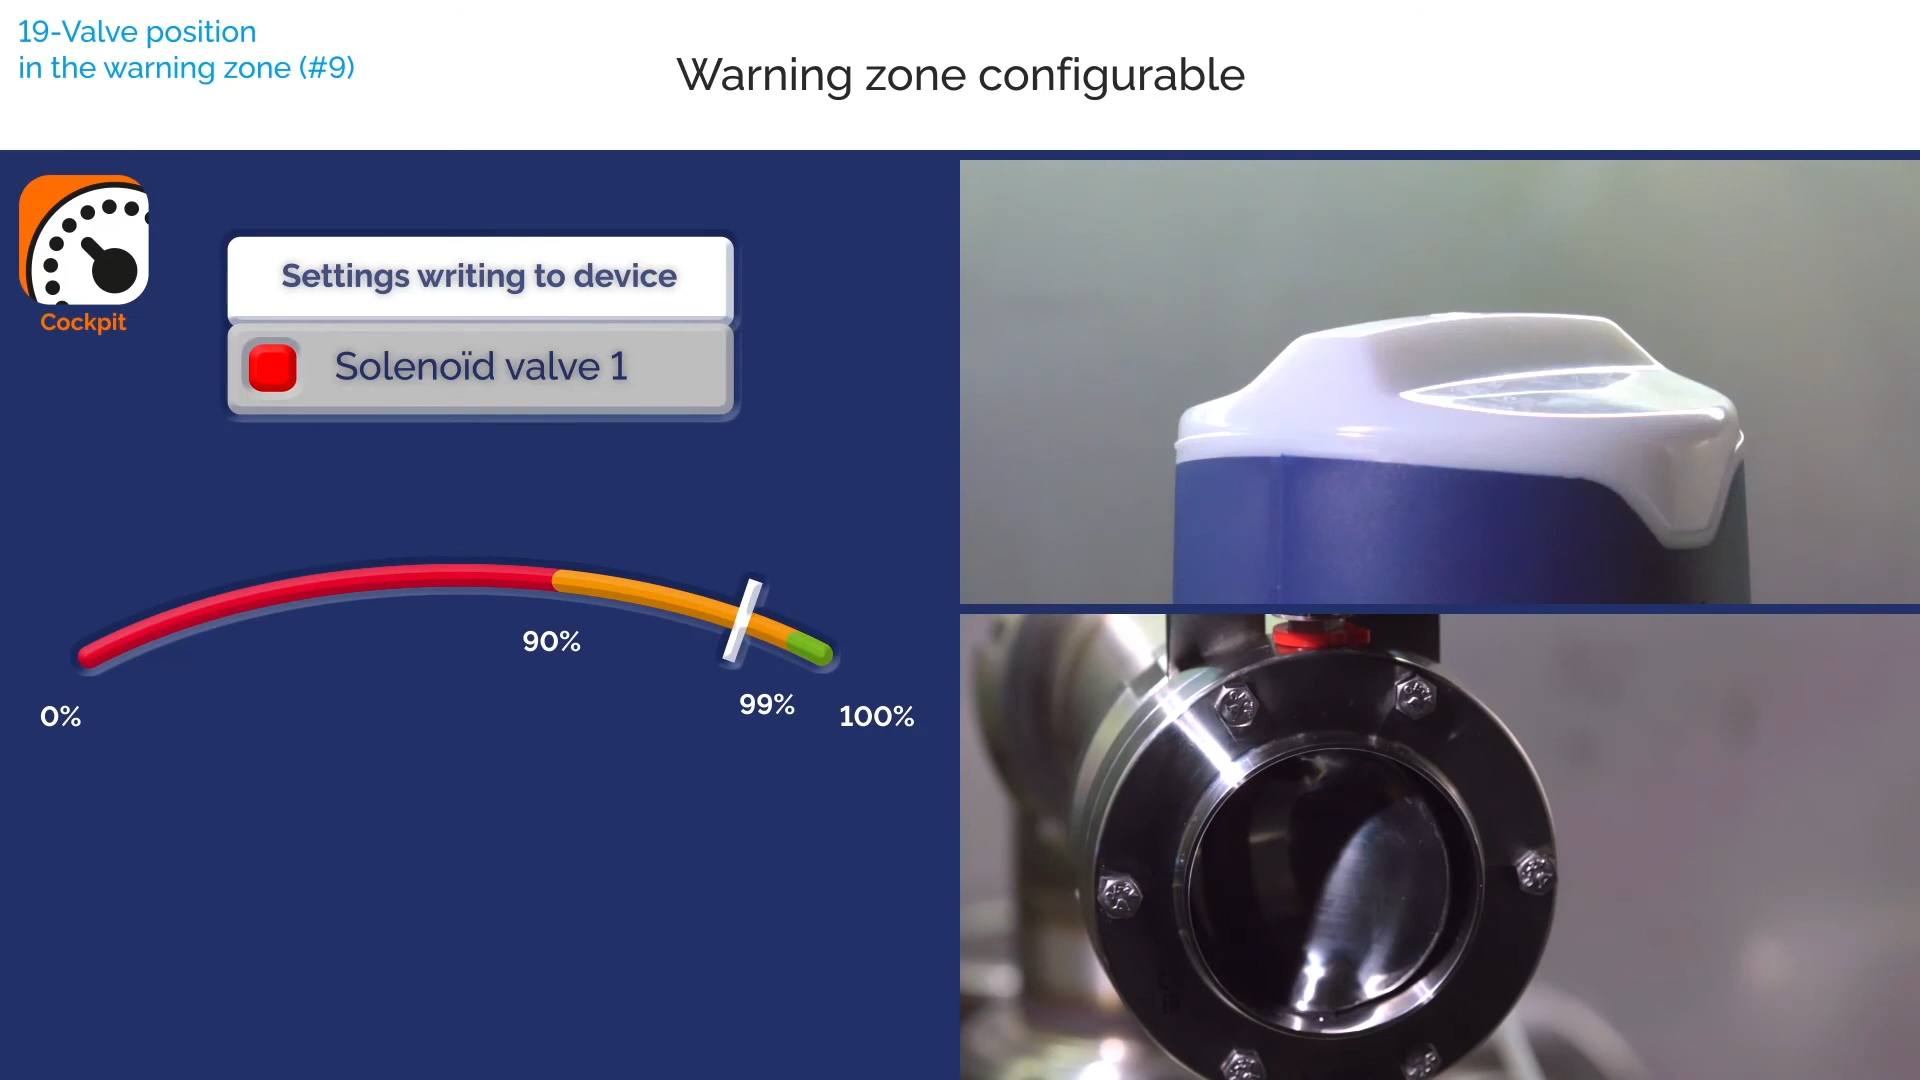 19-Valve position
in the warning zone (#9)
Warning zone configurable
Cockpit
Settings writing to device
Solenoïd valve 1
90%
99%
0%
100%